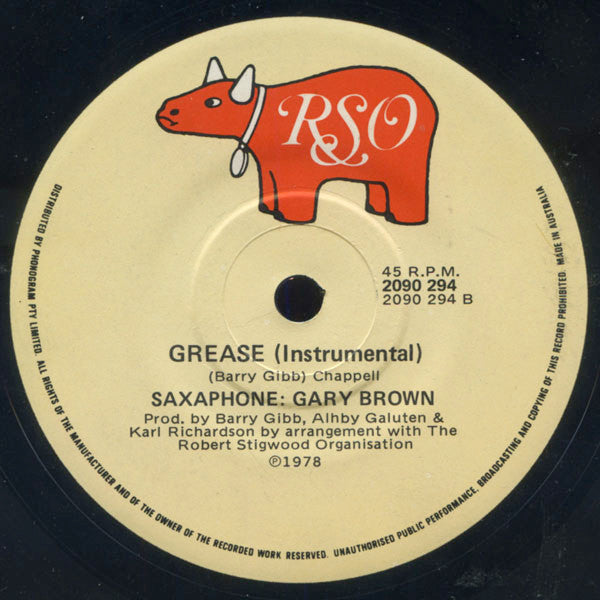 RSO
45 R.P.M.
2090 294
2090 294 B
GREASE (Instrumental)
(Barry Gibb) Chappell
SAXAPHONE: GARY BROWN
Prod. by Barry Gibb, Alhby Galuten &
Karl Richardson by arrangement with The
Robert Stigwood Organisation
℗1978
DISTRIBUTED BY PHONOGRAM PTY LIMITED. ALL RIGHTS OF THE MANUFACTURER AND OF THE OWNER OF THE RECORDED WORK RESERVED. UNAUTHORISED PUBLIC PERFORMANCE, BROADCASTING AND COPYING OF THIS RECORD PROHIBITED. MADE IN AUSTRALIA